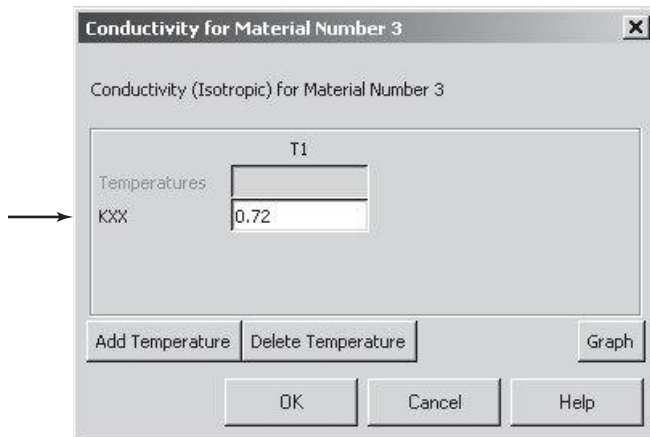 Conductivity for Material Number 3
Conductivity (Isotropic) for Material Number 3
T1
Temperatures
KXX 0.72
Add Temperature Delete Temperature Graph
OK Cancel Help